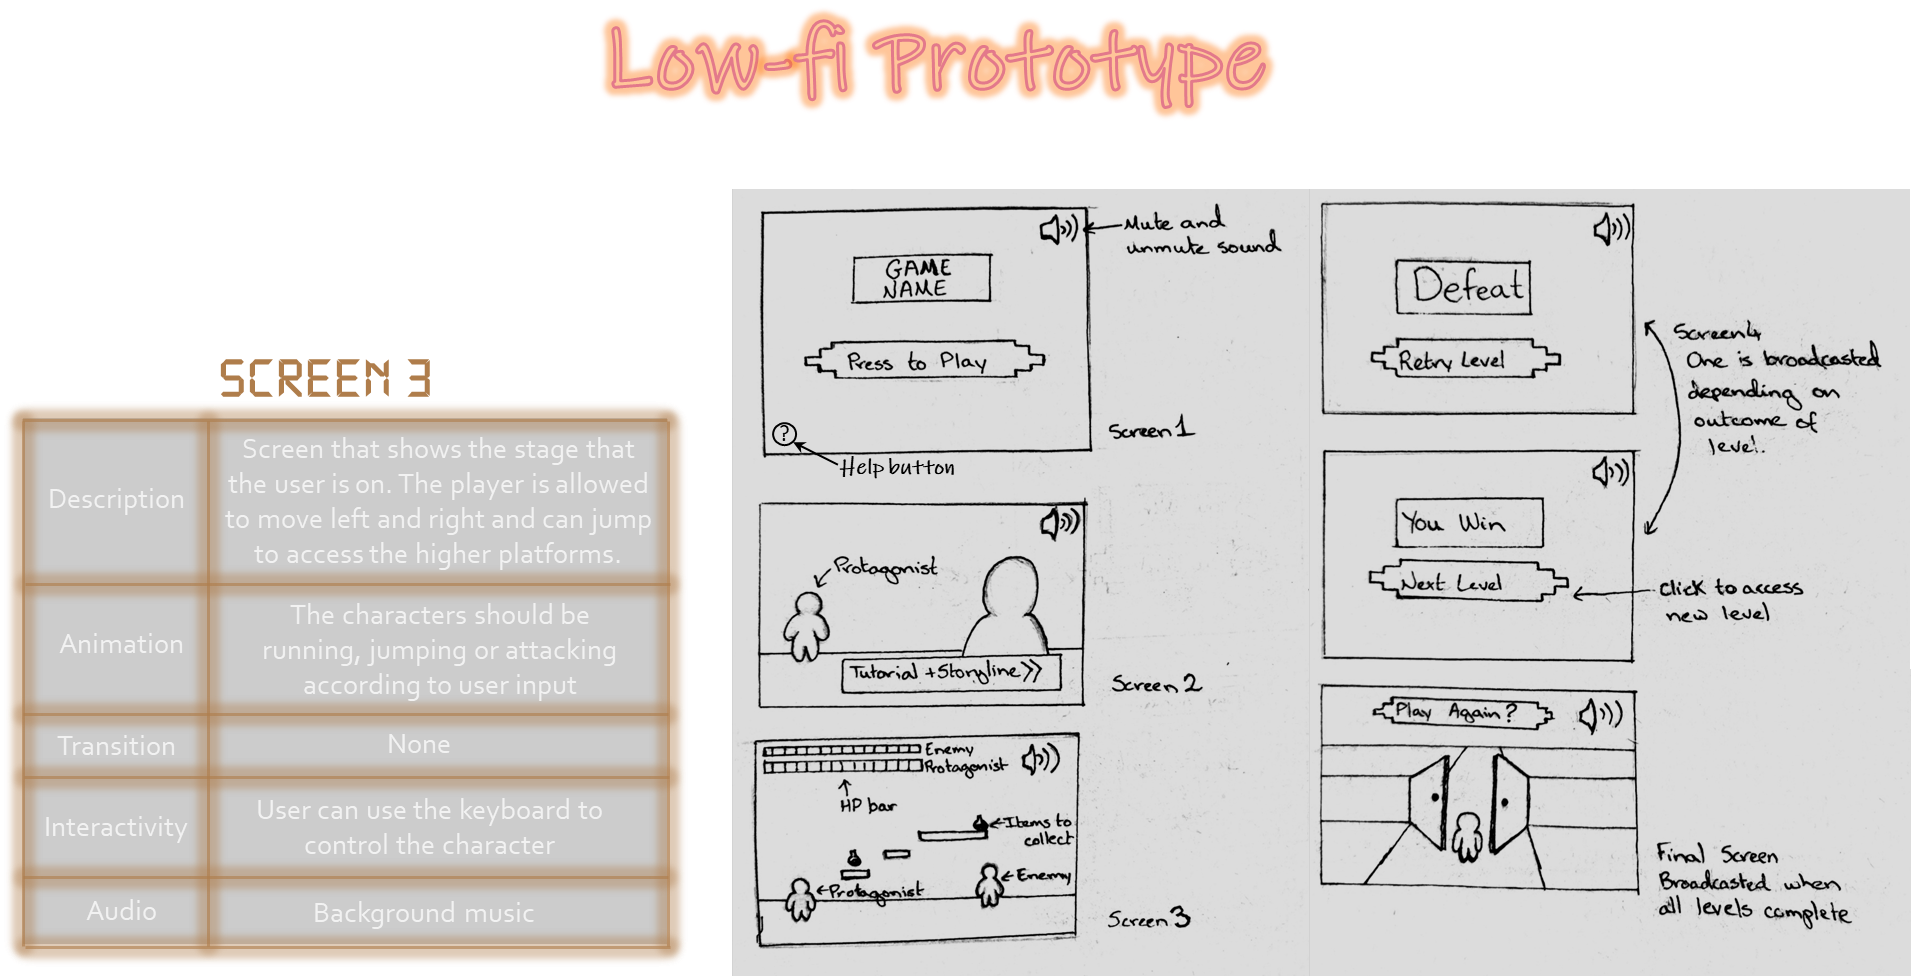 Low-fi Prototype
SCREEN 3
Description
Screen that shows the stage that
the user is on. The player is allowed
to move left and right and can jump
to access the higher platforms.
Animation
The characters should be
running, jumping or attacking
according to user input
Transition
None
Interactivity
User can use the keyboard to
control the character
Audio
Background music
Mute and
unmute sound
GAME
NAME
Press to Play
Screen 1
?
Help button
Protagonist
Tutorial + Storyline >>
Screen 2
Enemy
Protagonist
HP bar
Items to
collect
Enemy
Protagonist
Screen 3
Defeat
Retry Level
Screen 4
One is broadcasted
depending on
outcome of
level.
You Win
Next Level
Click to access
new level
Play Again?
Final Screen
Broadcasted when
all levels complete